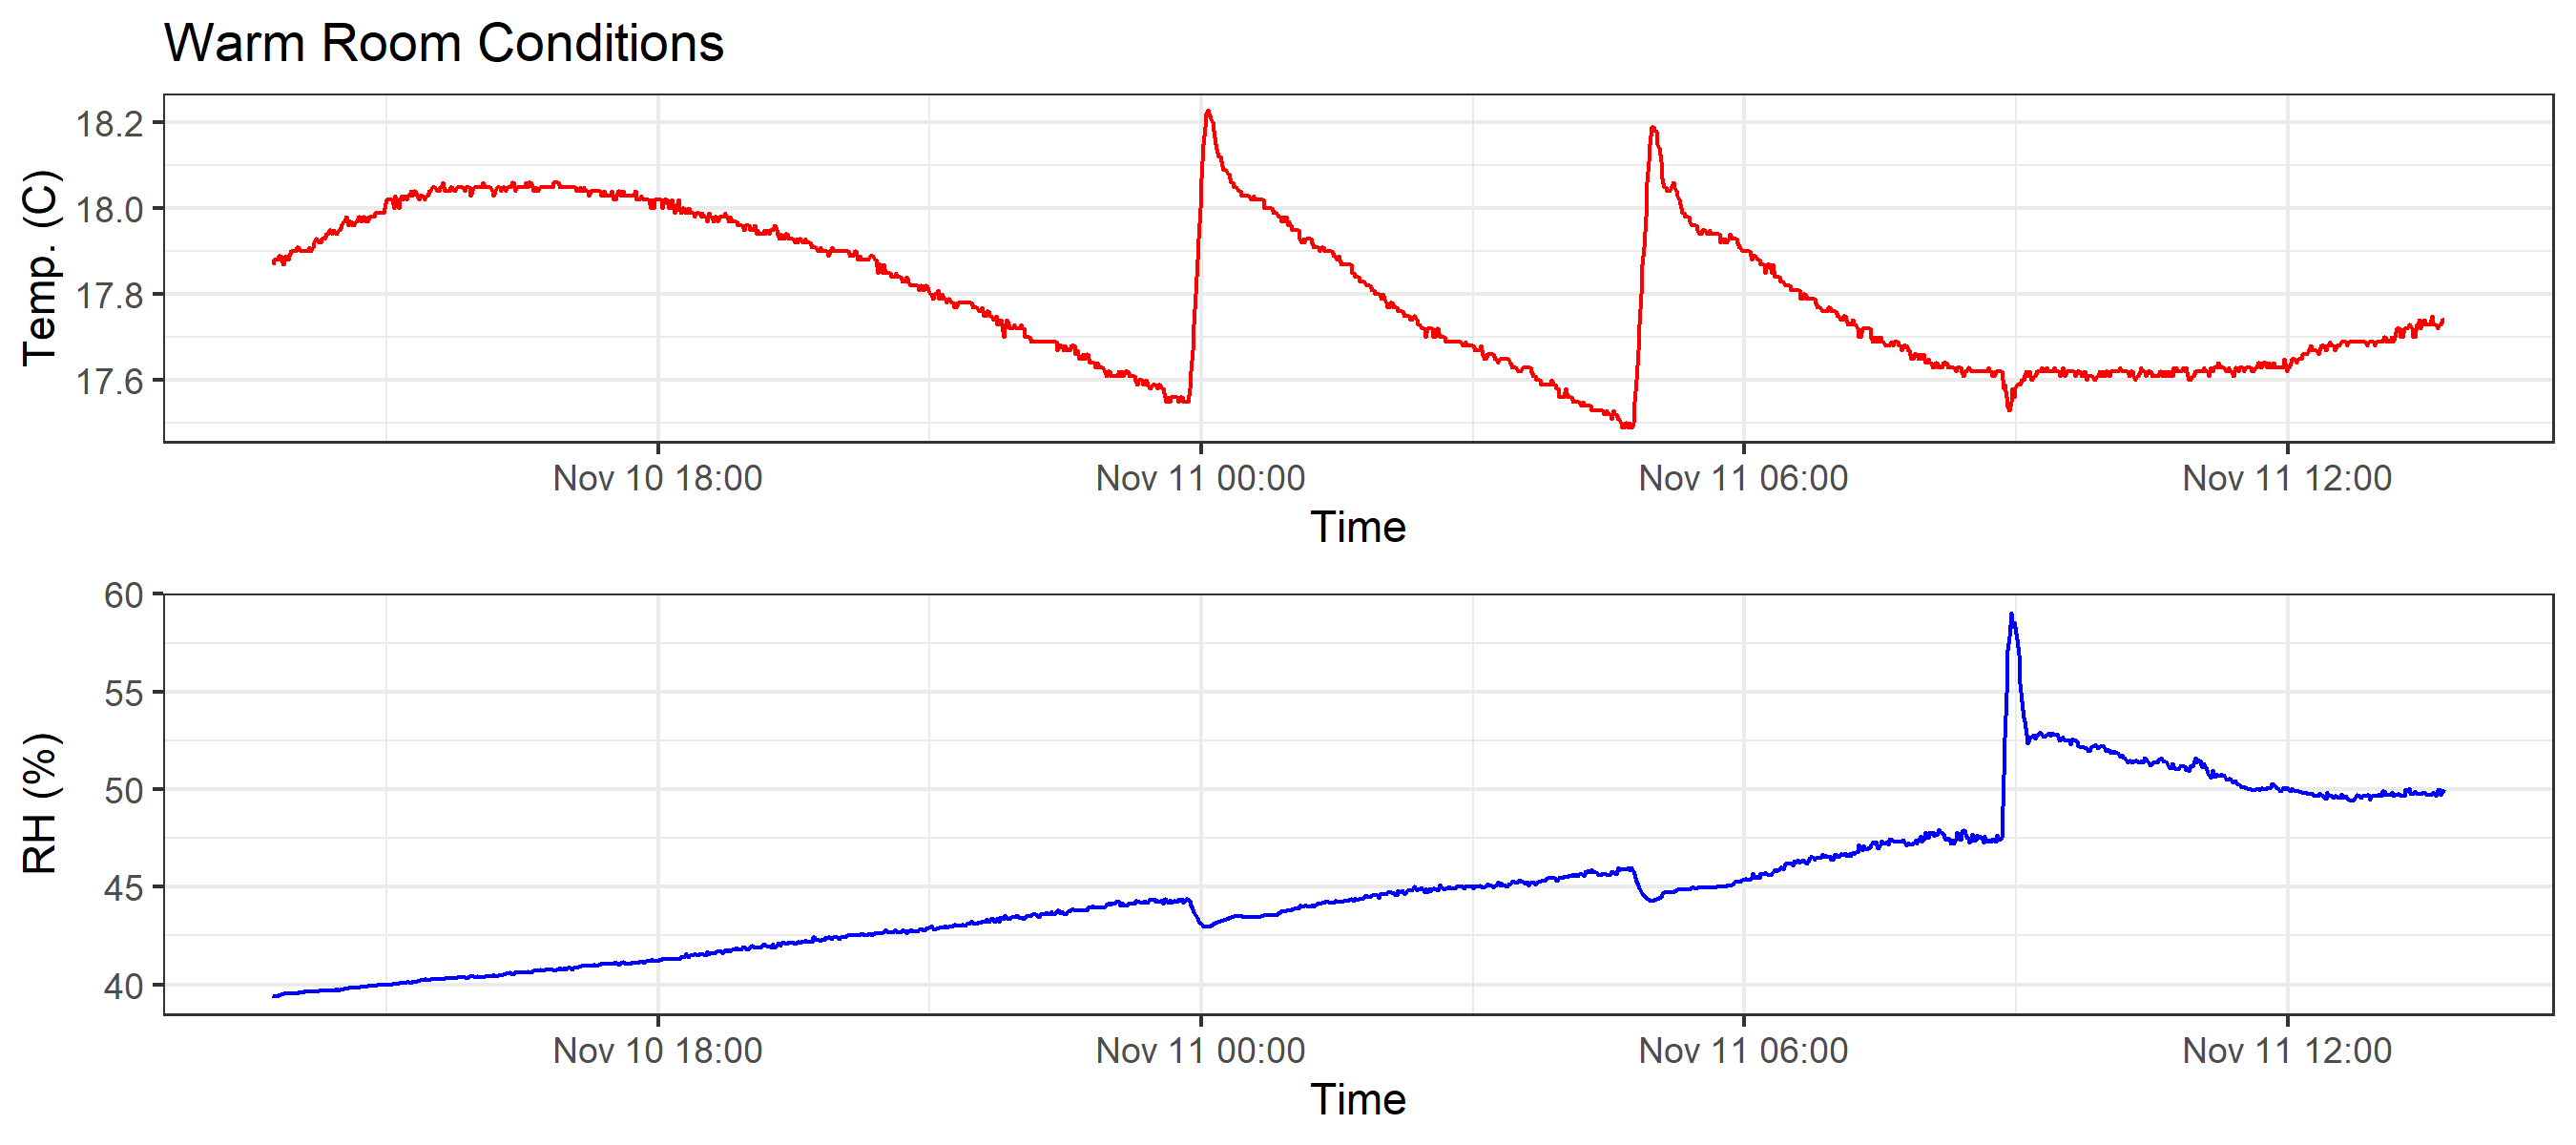 Warm Room Conditions
18.2
18.0
17.8
17.6
Temp. (C)
Nov 10 18:00 Nov 11 00:00 Nov 11 06:00 Nov 11 12:00
Time
60
55
50
45
40
RH (%)
Nov 10 18:00 Nov 11 00:00 Nov 11 06:00 Nov 11 12:00
Time